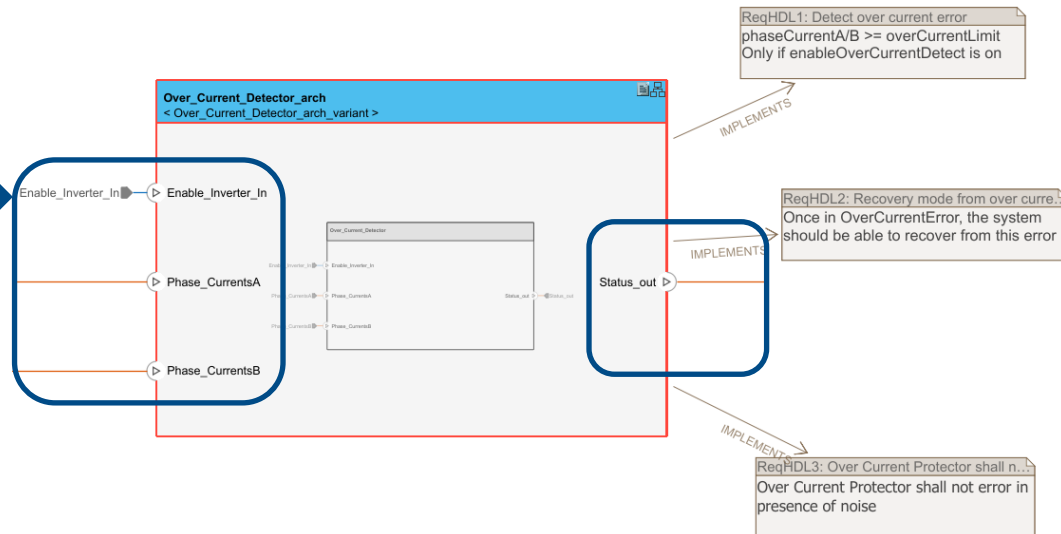 ReqHDL1: Detect over current error
phaseCurrentA/B >= overCurrentLimit
Only if enableOverCurrentDetect is on
Over_Current_Detector_arch
< Over_Current_Detector_arch_variant >
IMPLEMENTS
Enable_Inverter_In
Enable_Inverter_In
ReqHDL2: Recovery mode from over curre...
Once in OverCurrentError, the system
should be able to recover from this error
IMPLEMENTS
Over_Current_Detector
Enable_Inverter_In
Enable_Inverter_In
Phase_CurrentsA
Phase_CurrentsA
Phase_CurrentsA
Status_out
Status_out
Status_out
Phase_CurrentsB
Phase_CurrentsB
Phase_CurrentsB
IMPLEMENTS
ReqHDL3: Over Current Protector shall n...
Over Current Protector shall not error in
presence of noise